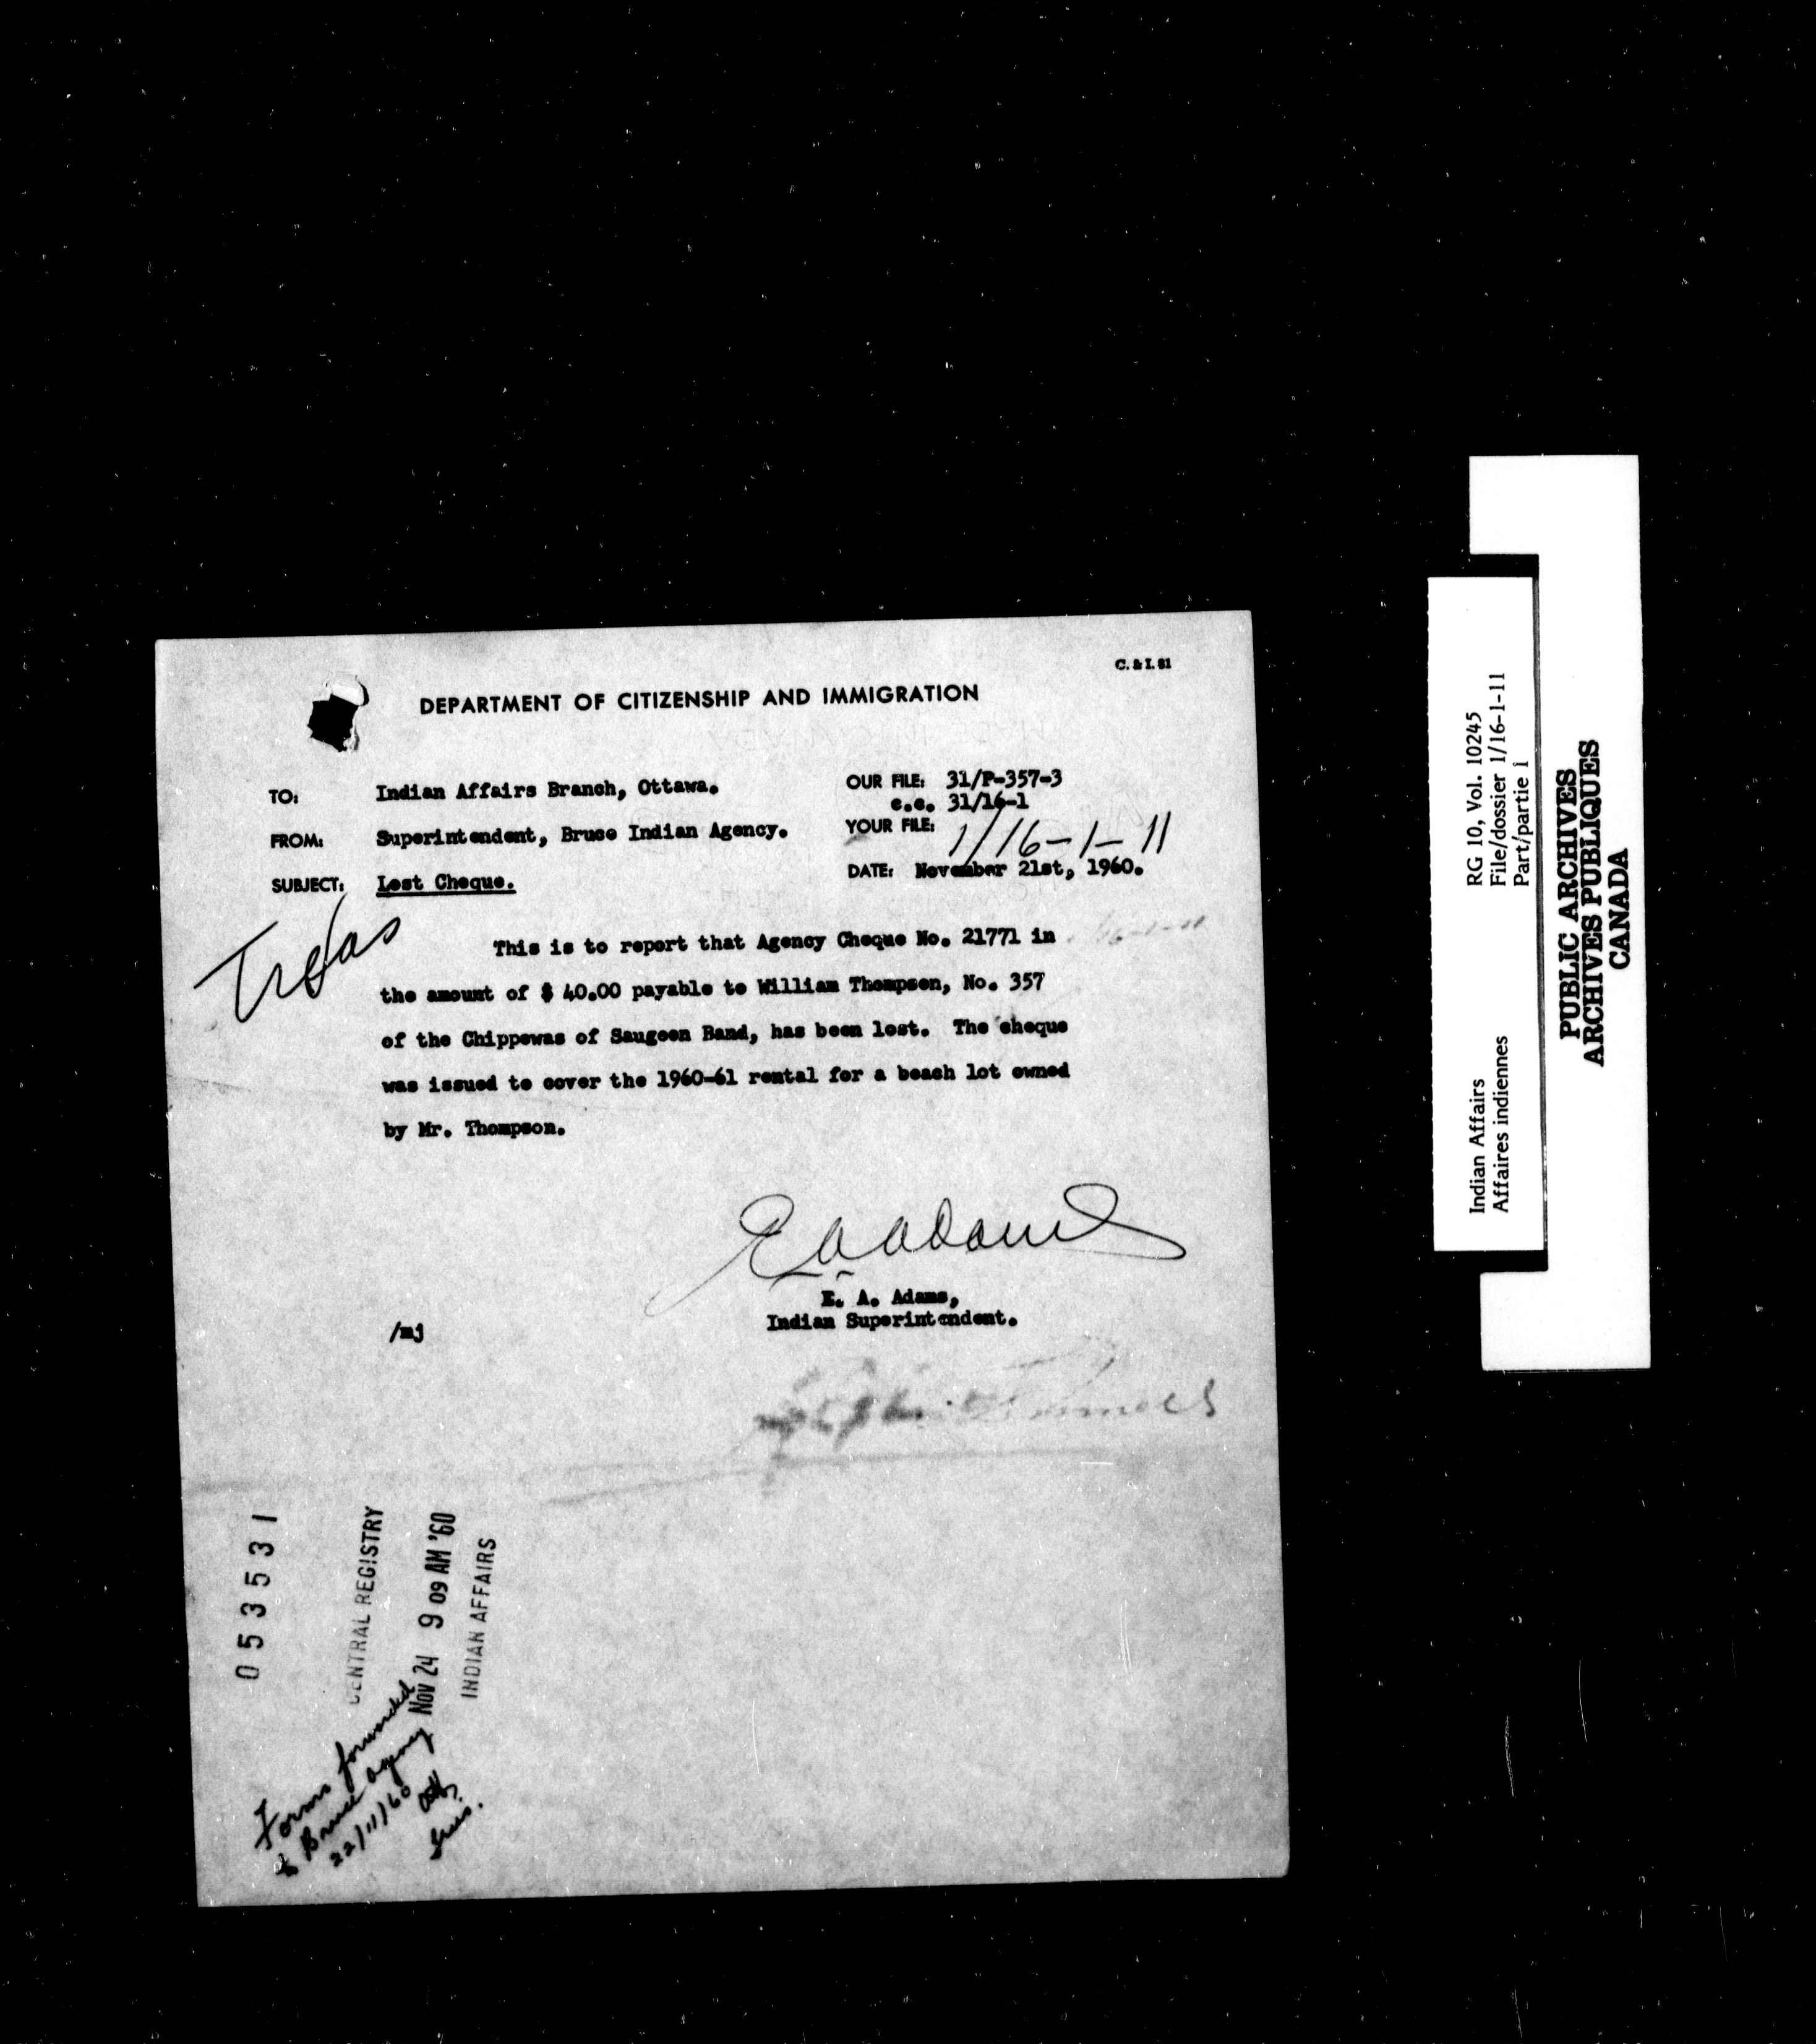 C. & I. 81
DEPARTMENT OF CITIZENSHIP AND IMMIGRATION
TO: Indian Affairs Branch, Ottawa.
OUR FILE: 31/P-357-3
c.c. 31/16-1
FROM: Superintendent, Bruce Indian Agency.
YOUR FILE: 1/16-1-11
SUBJECT: Lost Cheque.
DATE: November 21st, 1960.
Treas
This is to report that Agency Cheque No. 21771 in
the amount of $ 40.00 payable to William Thompson, No. 357
of the Chippewas of Saugeen Band, has been lost. The cheque
was issued to cover the 1960-61 rental for a beach lot owned
by Mr. Thompson.
E A Adams
E. A. Adams,
Indian Superintendent.
/mj
053531
CENTRAL REGISTRY
NOV 24 9 09 AM '60
INDIAN AFFAIRS
Forms forwarded
to Bruce Agency
22/11/60
Indian Affairs
Affaires indiennes
RG 10, Vol. 10245
File/dossier 1/16-1-11
Part/partie 1
PUBLIC ARCHIVES
ARCHIVES PUBLIQUES
CANADA